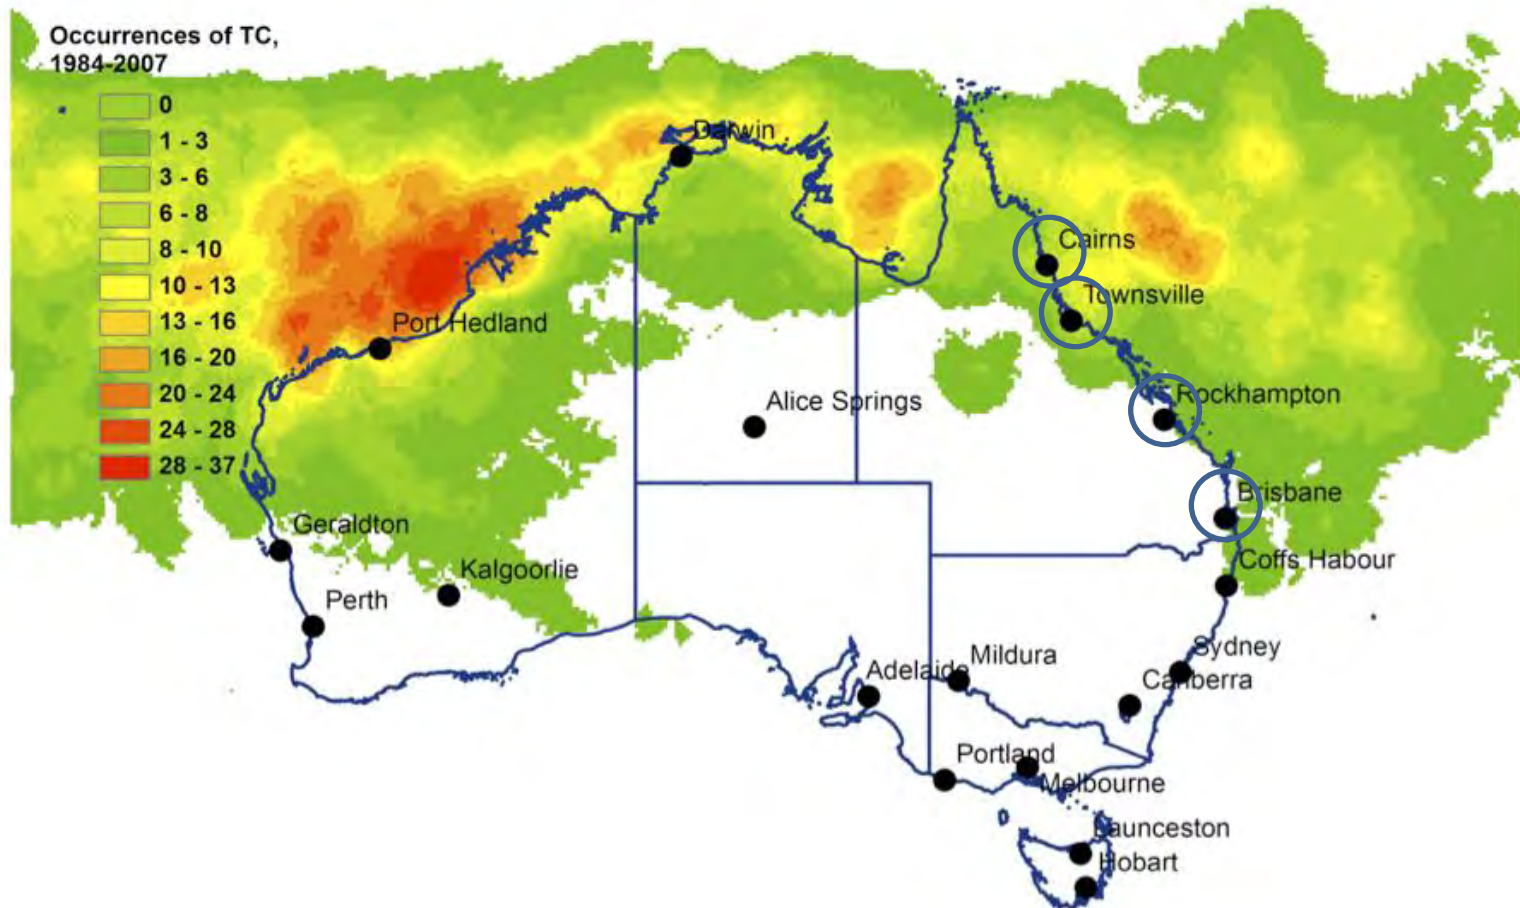 Occurrences of TC,
1984-2007
0
1 - 3
3 - 6
6 - 8
8 - 10
10 - 13
13 - 16
16 - 20
20 - 24
24 - 28
28 - 37
Darwin
Cairns
Townsville
Port Hedland
Rockhampton
Alice Springs
Brisbane
Geraldton
Coffs Habour
Kalgoorlie
Perth
Sydney
Mildura
Adelaide
Canberra
Portland
Melbourne
Launceston
Hobart